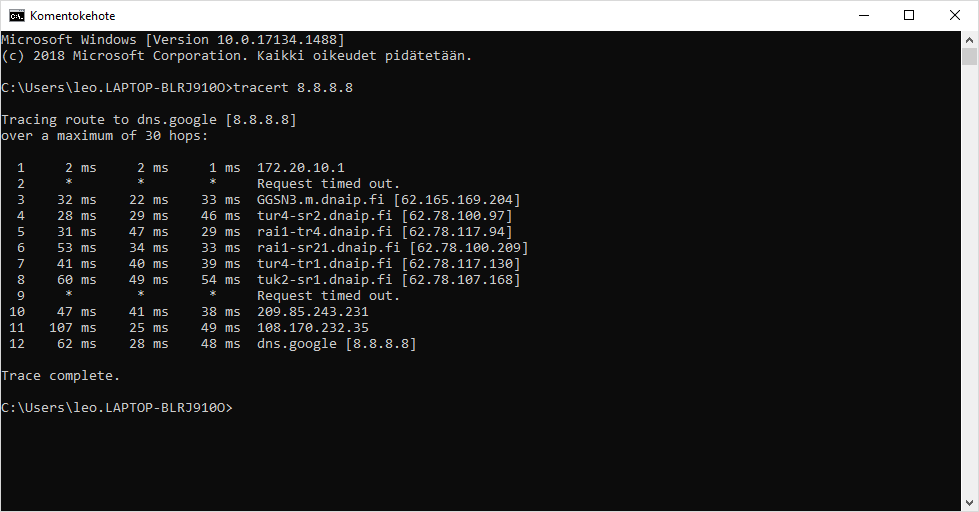 Komentokehote
Microsoft Windows [Version 10.0.17134.1488]
(c) 2018 Microsoft Corporation. Kaikki oikeudet pidätetään.
C:\Users\leo.LAPTOP-BLRJ910O>tracert 8.8.8.8
Tracing route to dns.google [8.8.8.8]
over a maximum of 30 hops:
  1     2 ms     2 ms     1 ms  172.20.10.1
  2     *        *        *     Request timed out.
  3    32 ms    22 ms    33 ms  GGSN3.m.dnaip.fi [62.165.169.204]
  4    28 ms    29 ms    46 ms  tur4-sr2.dnaip.fi [62.78.100.97]
  5    31 ms    47 ms    29 ms  rai1-tr4.dnaip.fi [62.78.117.94]
  6    53 ms    34 ms    33 ms  rai1-sr21.dnaip.fi [62.78.100.209]
  7    41 ms    40 ms    39 ms  tur4-tr1.dnaip.fi [62.78.117.130]
  8    60 ms    49 ms    54 ms  tuk2-sr1.dnaip.fi [62.78.107.168]
  9     *        *        *     Request timed out.
 10    47 ms    41 ms    38 ms  209.85.243.231
 11   107 ms    25 ms    49 ms  108.170.232.35
 12    62 ms    28 ms    48 ms  dns.google [8.8.8.8]
Trace complete.
C:\Users\leo.LAPTOP-BLRJ910O>